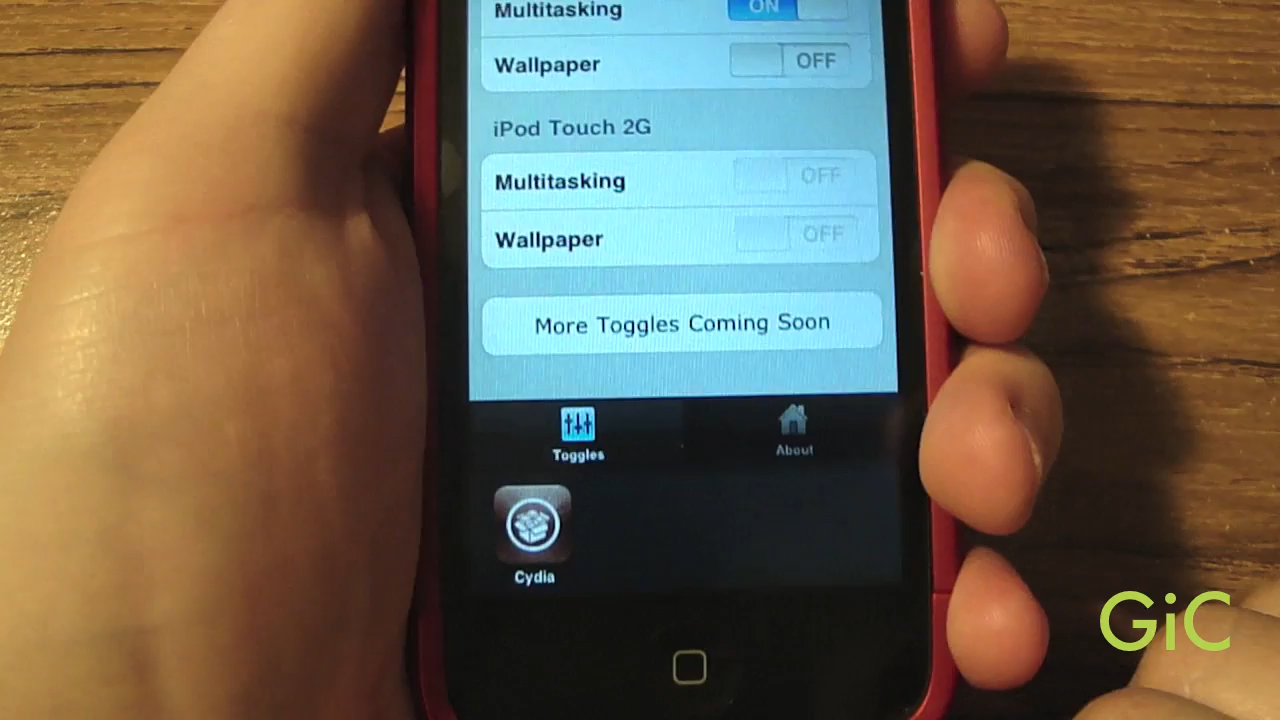 Multitasking ON
Wallpaper OFF
iPod Touch 2G
Multitasking OFF
Wallpaper OFF
More Toggles Coming Soon
Toggles About
Cydia
GiC